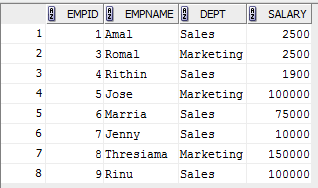 EMPID EMPNAME DEPT SALARY
1 1 Amal Sales 2500
2 3 Romal Marketing 2500
3 4 Rithin Sales 1900
4 5 Jose Marketing 100000
5 6 Marria Sales 75000
6 7 Jenny Sales 10000
7 8 Thresiama Marketing 150000
8 9 Rinu Sales 100000